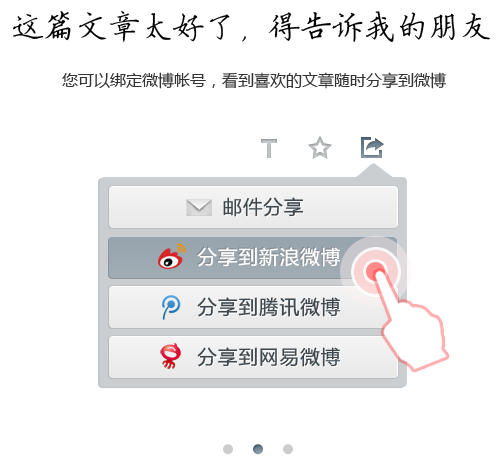 这篇文章太好了，得告诉我的朋友
您可以绑定微博帐号，看到喜欢的文章随时分享到微博
T
邮件分享
分享到新浪微博
分享到腾讯微博
分享到网易微博